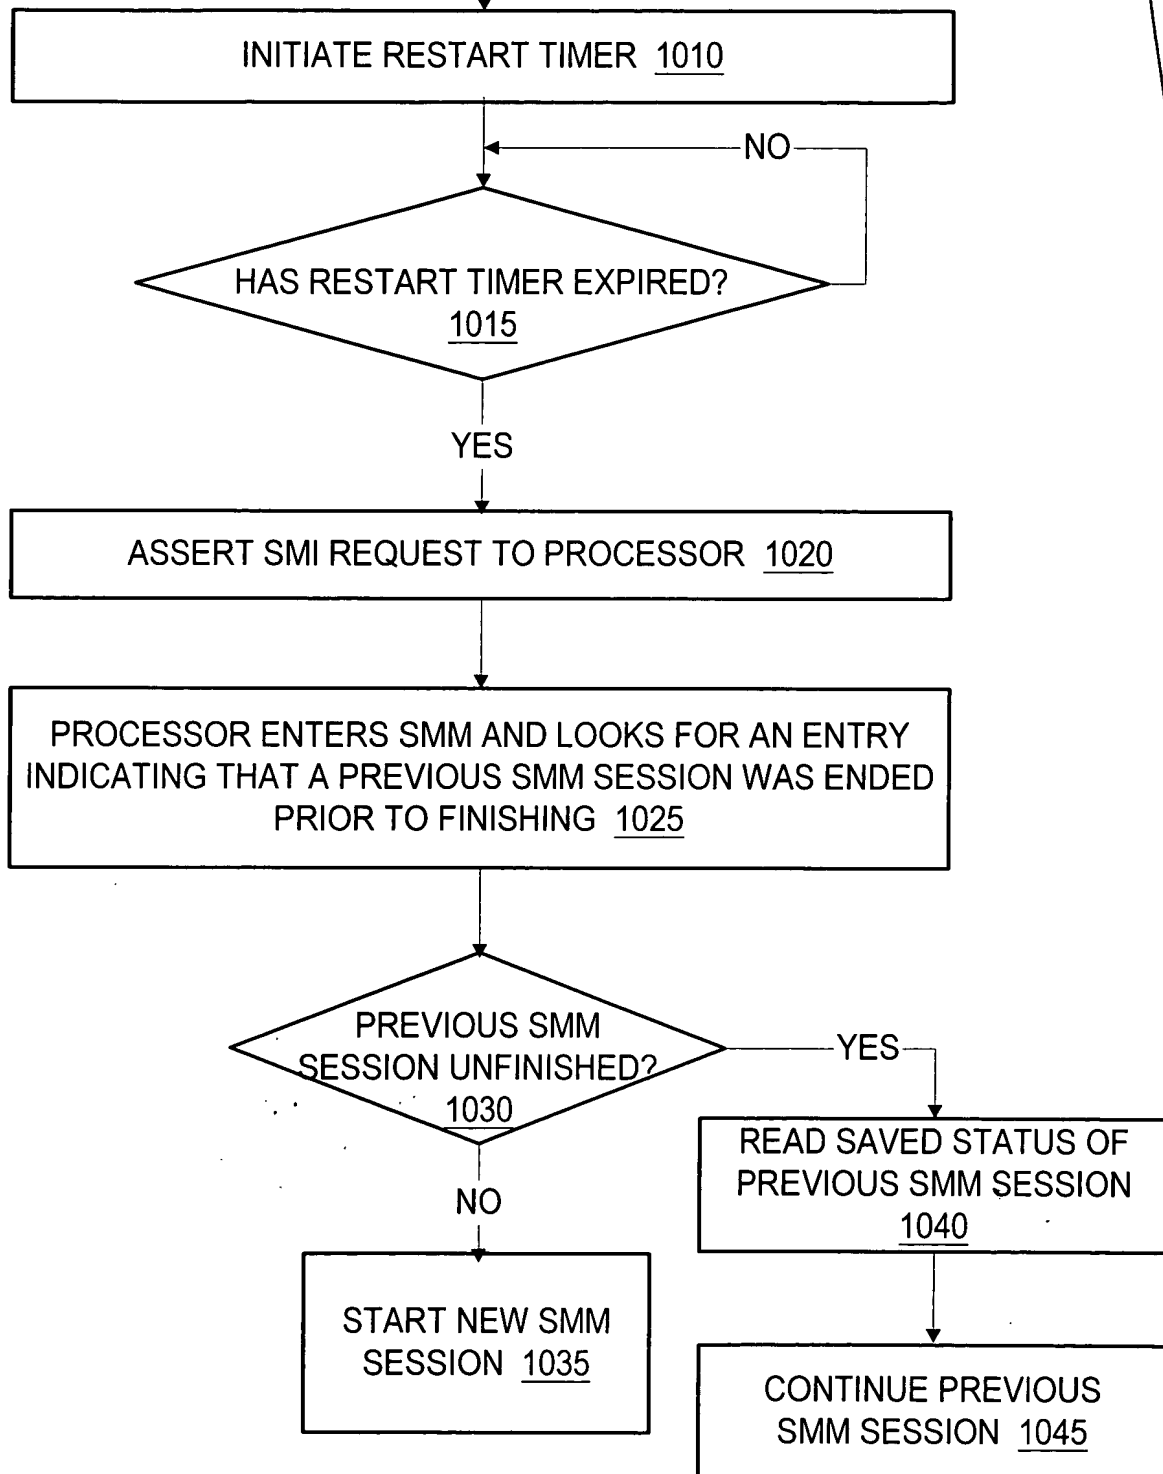 INITIATE RESTART TIMER 1010
NO
HAS RESTART TIMER EXPIRED?
1015
YES
ASSERT SMI REQUEST TO PROCESSOR 1020
PROCESSOR ENTERS SMM AND LOOKS FOR AN ENTRY
INDICATING THAT A PREVIOUS SMM SESSION WAS ENDED
PRIOR TO FINISHING 1025
PREVIOUS SMM
SESSION UNFINISHED?
1030
YES
READ SAVED STATUS OF
PREVIOUS SMM SESSION
1040
NO
START NEW SMM
SESSION 1035
CONTINUE PREVIOUS
SMM SESSION 1045